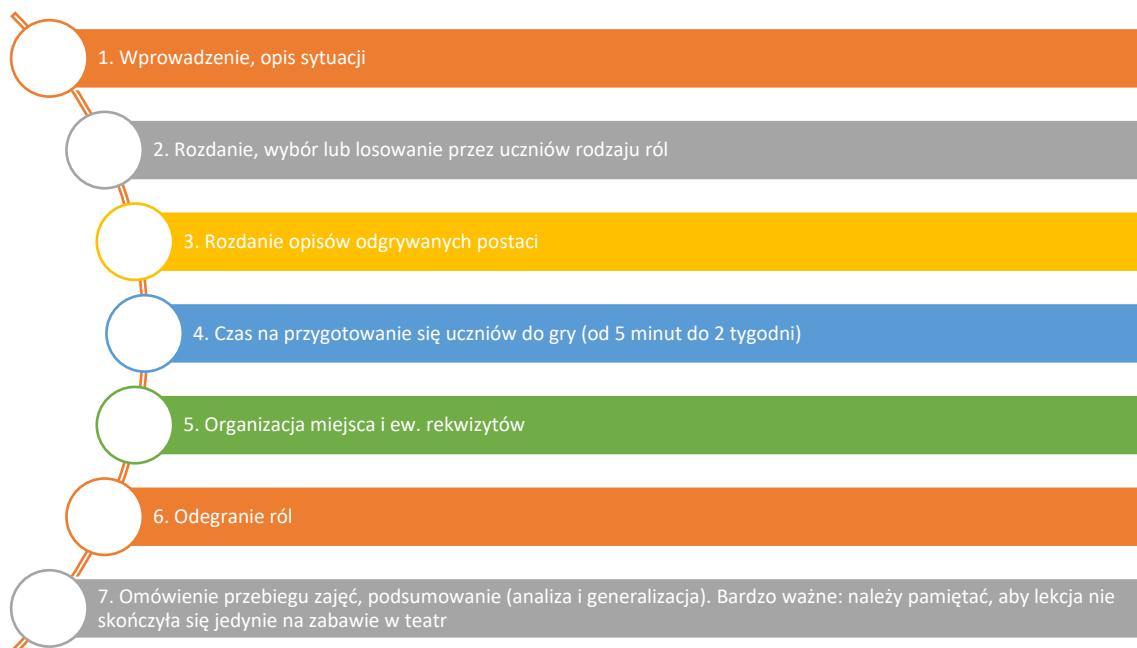 1. Wprowadzenie, opis sytuacji
2. Rozdanie, wybór lub losowanie przez uczniów rodzaju ról
3. Rozdanie opisów odgrywanych postaci
4. Czas na przygotowanie się uczniów do gry (od 5 minut do 2 tygodni)
5. Organizacja miejsca i ew. rekwizytów
6. Odegranie ról
7. Omówienie przebiegu zajęć, podsumowanie (analiza i generalizacja). Bardzo ważne: należy pamiętać, aby lekcja nie
skończyła się jedynie na zabawie w teatr